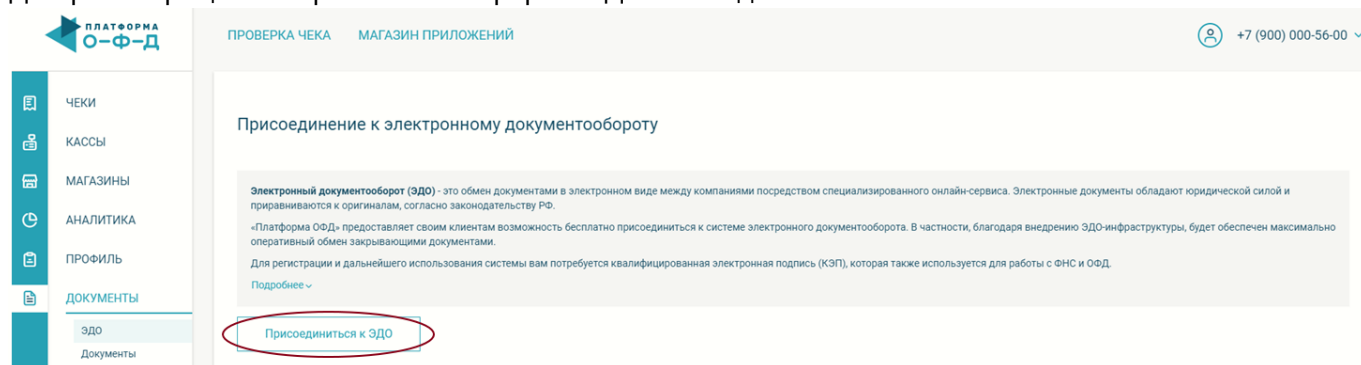 ПЛАТФОРМА
О-Ф-Д
ПРОВЕРКА ЧЕКА МАГАЗИН ПРИЛОЖЕНИЙ
+7 (900) 000-56-00
ЧЕКИ
КАССЫ
МАГАЗИНЫ
АНАЛИТИКА
ПРОФИЛЬ
ДОКУМЕНТЫ
ЭДО
Документы
Присоединение к электронному документообороту
Электронный документооборот (ЭДО) - это обмен документами в электронном виде между компаниями посредством специализированного онлайн-сервиса. Электронные документы обладают юридической силой и
приравниваются к оригиналам, согласно законодательству РФ.
«Платформа ОФД» предоставляет своим клиентам возможность бесплатно присоединиться к системе электронного документооборота. В частности, благодаря внедрению ЭДО-инфраструктуры, будет обеспечен максимально
оперативный обмен закрывающими документами.
Для регистрации и дальнейшего использования системы вам потребуется квалифицированная электронная подпись (КЭП), которая также используется для работы с ФНС и ОФД.
Подробнее
Присоединиться к ЭДО